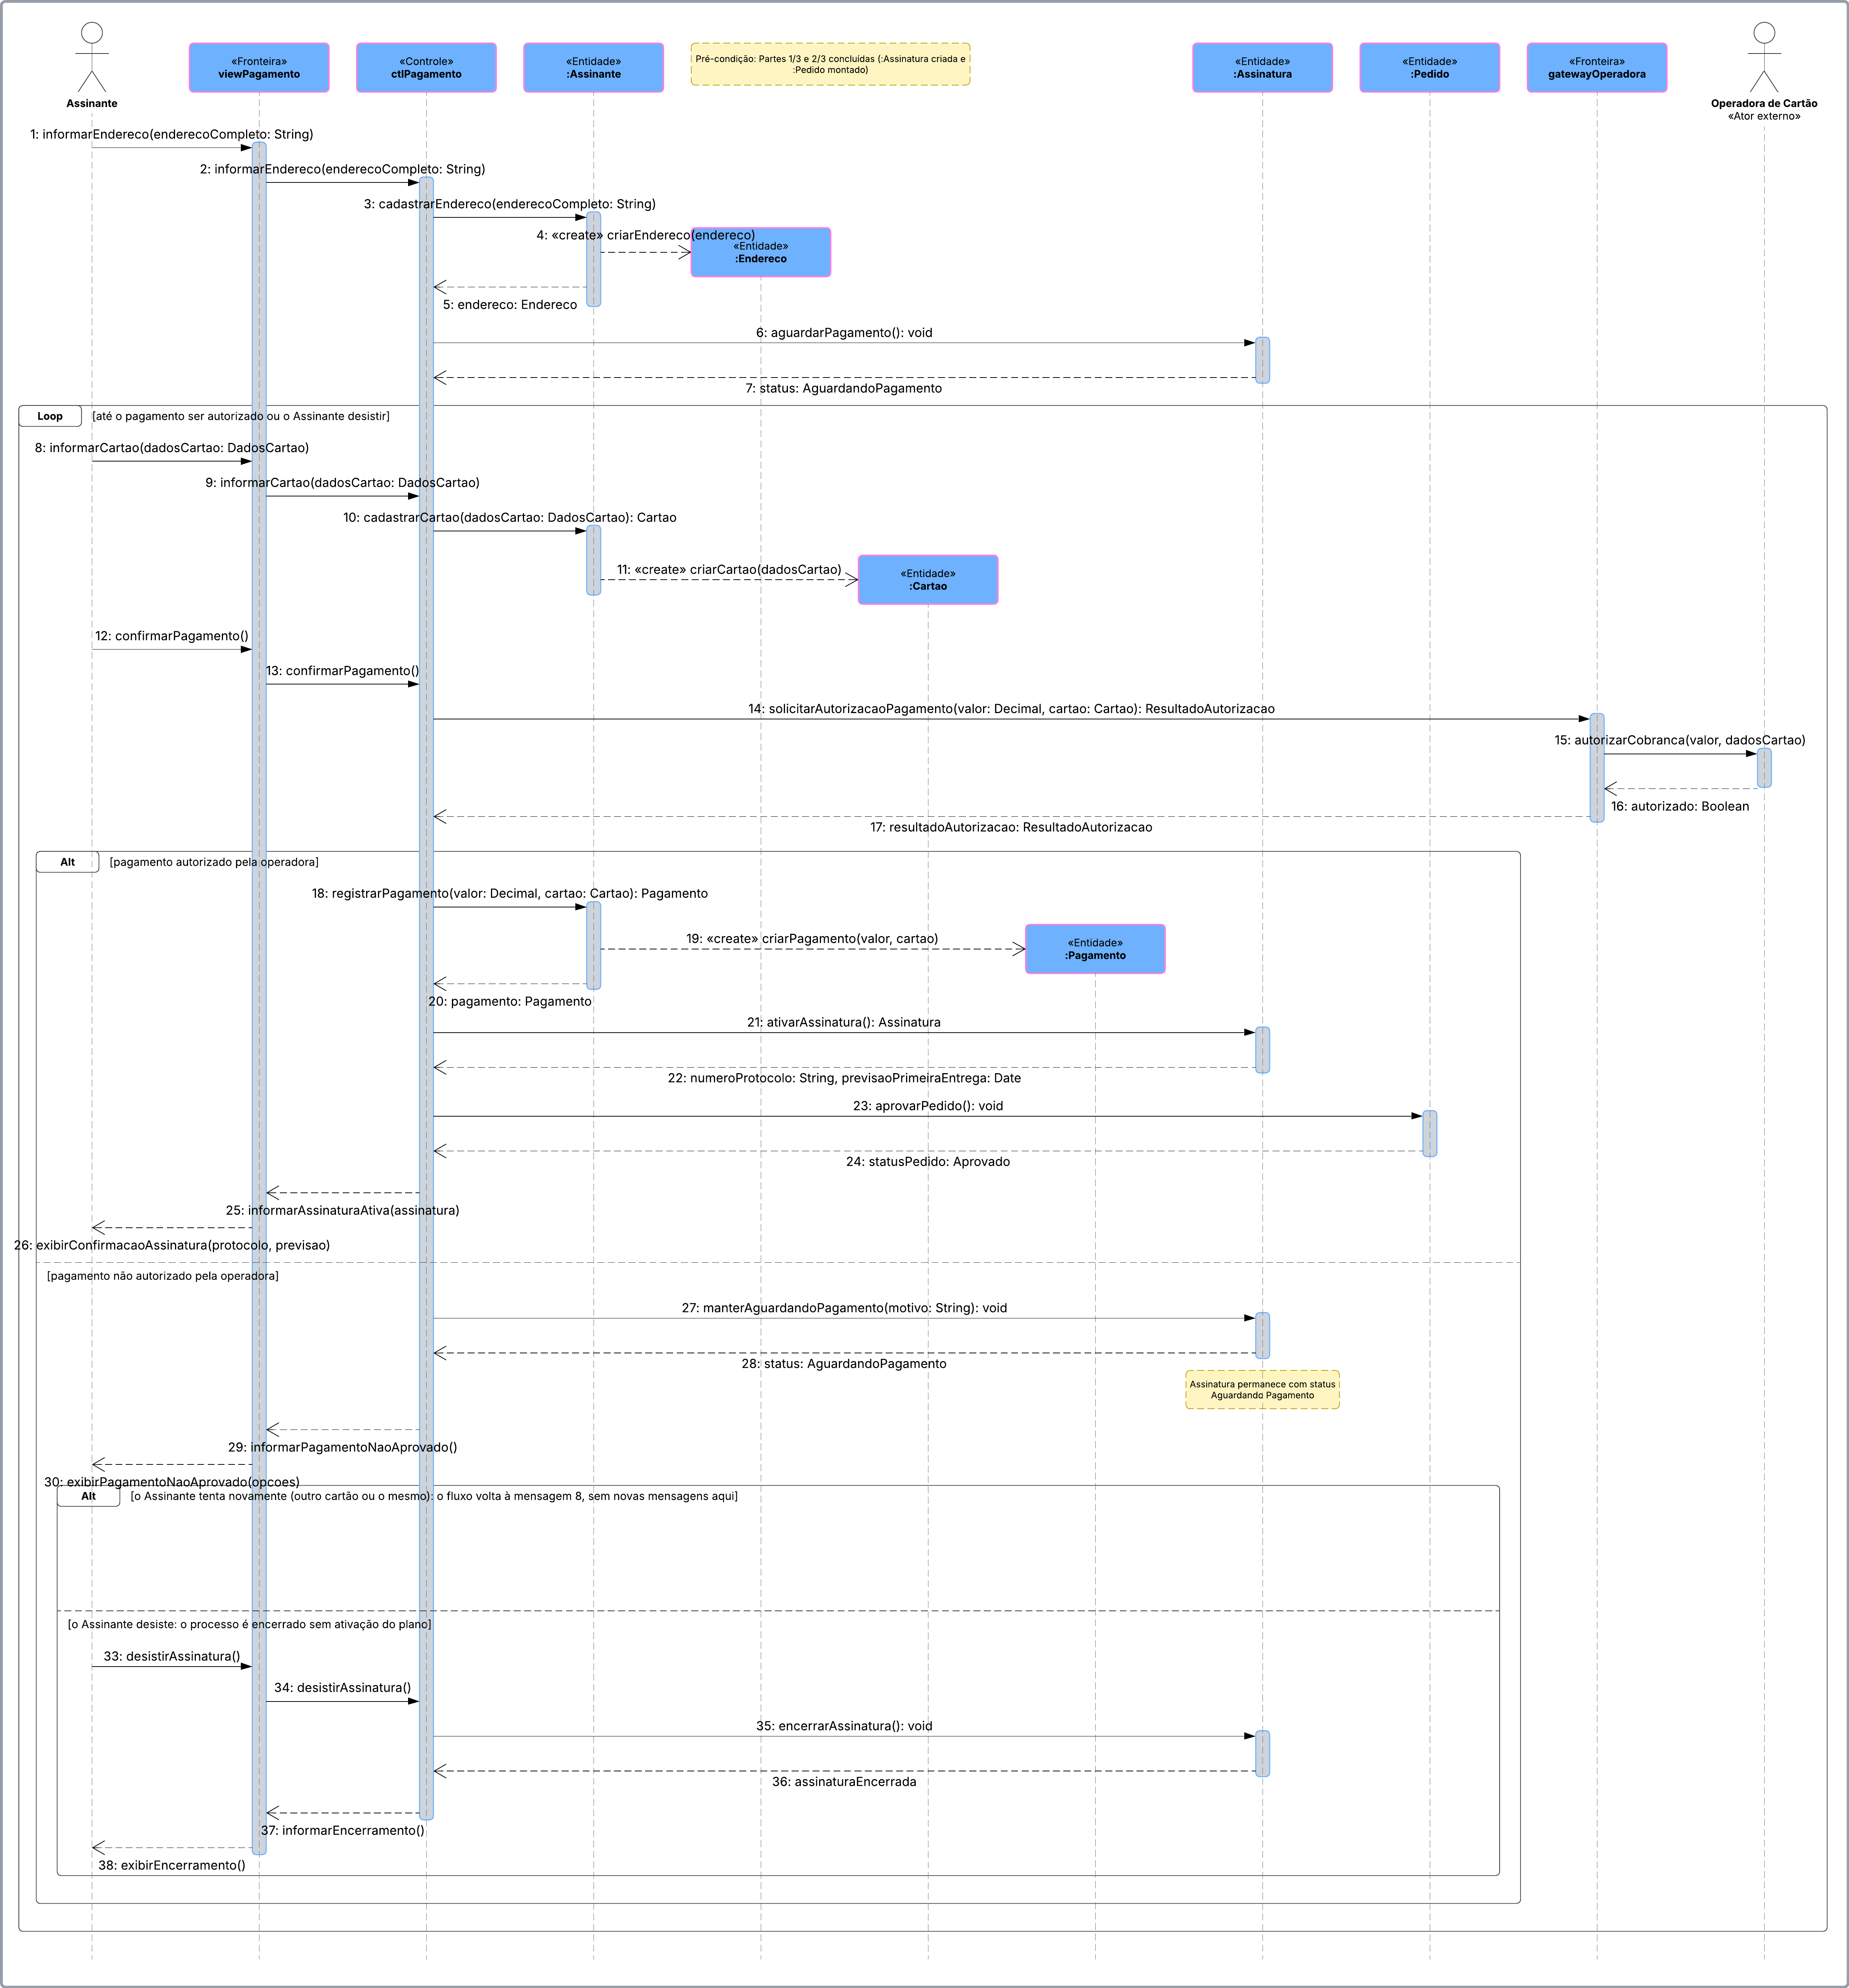 «Fronteira»
viewPagamento
«Controle»
ctlPagamento
«Entidade»
:Assinante
Pré-condição: Partes 1/3 e 2/3 concluídas (:Assinatura criada e
:Pedido montado)
«Entidade»
:Assinatura
«Entidade»
:Pedido
«Fronteira»
gatewayOperadora
Assinante
Operadora de Cartão
«Ator externo»
1: informarEndereco(enderecoCompleto: String)
2: informarEndereco(enderecoCompleto: String)
3: cadastrarEndereco(enderecoCompleto: String)
4: «create» criarEndereco(endereco)
«Entidade»
:Endereco
5: endereco: Endereco
6: aguardarPagamento(): void
7: status: AguardandoPagamento
Loop
[até o pagamento ser autorizado ou o Assinante desistir]
8: informarCartao(dadosCartao: DadosCartao)
9: informarCartao(dadosCartao: DadosCartao)
10: cadastrarCartao(dadosCartao: DadosCartao): Cartao
11: «create» criarCartao(dadosCartao)
«Entidade»
:Cartao
12: confirmarPagamento()
13: confirmarPagamento()
14: solicitarAutorizacaoPagamento(valor: Decimal, cartao: Cartao): ResultadoAutorizacao
15: autorizarCobranca(valor, dadosCartao)
16: autorizado: Boolean
17: resultadoAutorizacao: ResultadoAutorizacao
Alt
[pagamento autorizado pela operadora]
18: registrarPagamento(valor: Decimal, cartao: Cartao): Pagamento
19: «create» criarPagamento(valor, cartao)
«Entidade»
:Pagamento
20: pagamento: Pagamento
21: ativarAssinatura(): Assinatura
22: numeroProtocolo: String, previsaoPrimeiraEntrega: Date
23: aprovarPedido(): void
24: statusPedido: Aprovado
25: informarAssinaturaAtiva(assinatura)
26: exibirConfirmacaoAssinatura(protocolo, previsao)
[pagamento não autorizado pela operadora]
27: manterAguardandoPagamento(motivo: String): void
28: status: AguardandoPagamento
Assinatura permanece com status
Aguardando Pagamento
29: informarPagamentoNaoAprovado()
30: exibirPagamentoNaoAprovado(opcoes)
Alt
[o Assinante tenta novamente (outro cartão ou o mesmo): o fluxo volta à mensagem 8, sem novas mensagens aqui]
[o Assinante desiste: o processo é encerrado sem ativação do plano]
33: desistirAssinatura()
34: desistirAssinatura()
35: encerrarAssinatura(): void
36: assinaturaEncerrada
37: informarEncerramento()
38: exibirEncerramento()